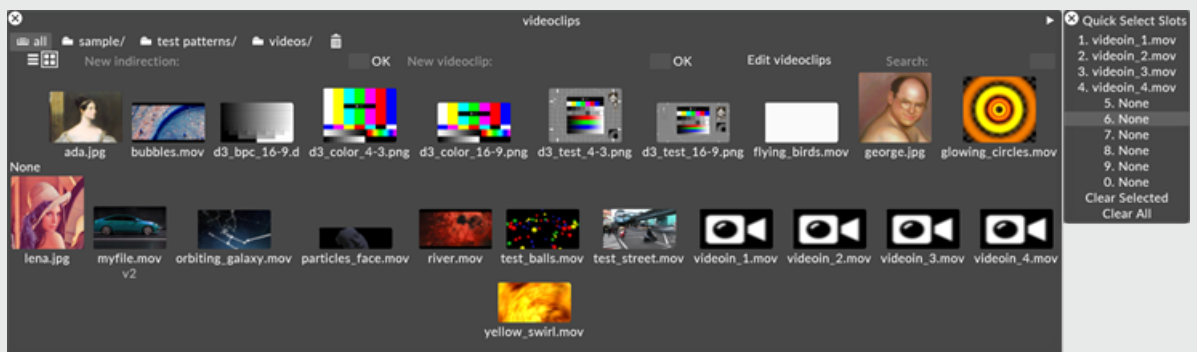 videoclips
all sample/ test patterns/ videos/
New indirection: OK New videoclip: OK Edit videoclips Search:
ada.jpg bubbles.mov d3_bpc_16-9.d d3_color_4-3.png d3_color_16-9.png d3_test_4-3.png d3_test_16-9.png flying_birds.mov george.jpg glowing_circles.mov
None
lena.jpg myfile.mov orbiting_galaxy.mov particles_face.mov river.mov test_balls.mov test_street.mov videoin_1.mov videoin_2.mov videoin_3.mov videoin_4.mov
v2
yellow_swirl.mov
Quick Select Slots
1. videoin_1.mov
2. videoin_2.mov
3. videoin_3.mov
4. videoin_4.mov
5. None
6. None
7. None
8. None
9. None
0. None
Clear Selected
Clear All